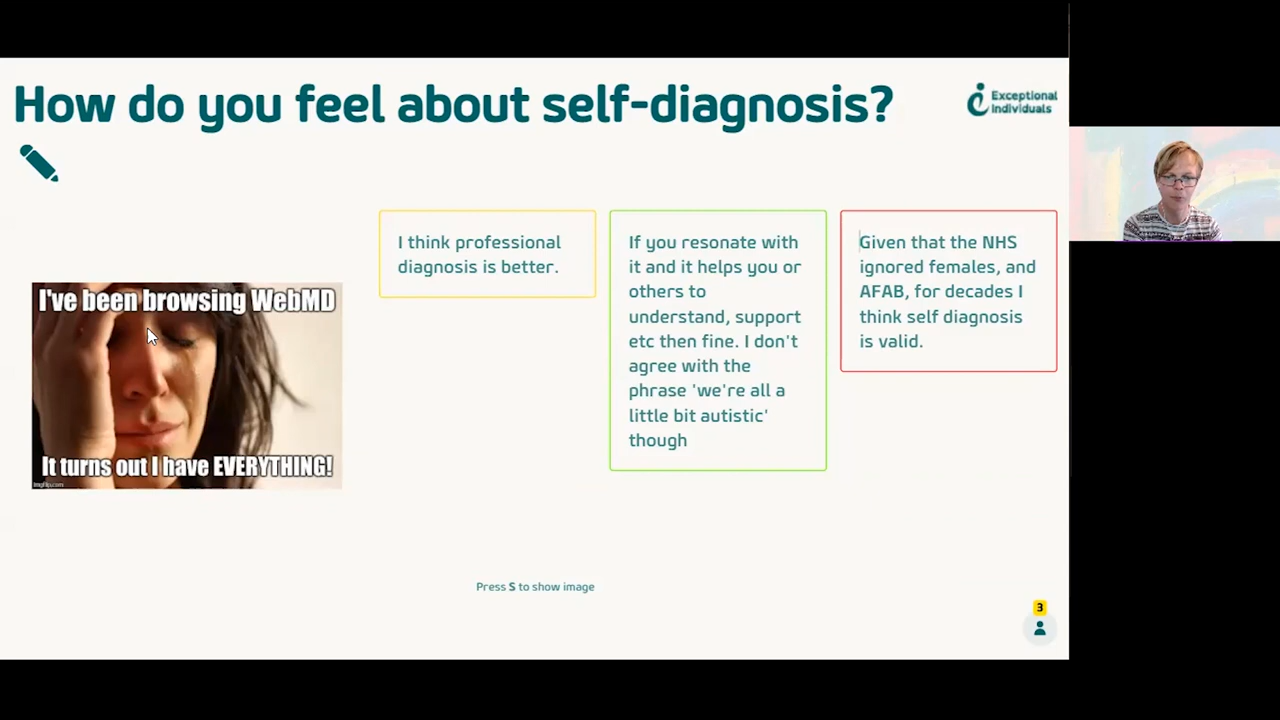 How do you feel about self-diagnosis?
Exceptional
Individuals
I've been browsing WebMD
It turns out I have EVERYTHING!
imgflip.com
I think professional
diagnosis is better.
If you resonate with
it and it helps you or
others to
understand, support
etc then fine. I don't
agree with the
phrase 'we're all a
little bit autistic'
though
Given that the NHS
ignored females, and
AFAB, for decades I
think self diagnosis
is valid.
Press S to show image
3